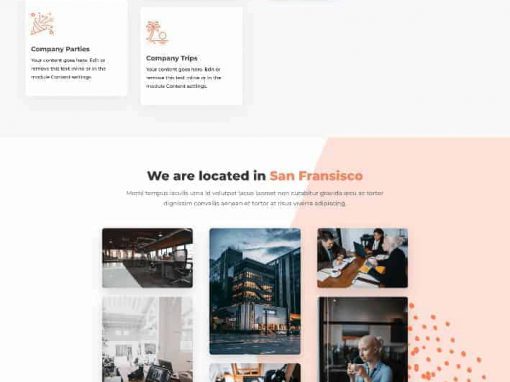 Company Parties
Your content goes here. Edit or
remove this text inline or in the
module Content settings.
Company Trips
Your content goes here. Edit or
remove this text inline or in the
module Content settings.
We are located in San Fransisco
Morbi tempus iaculis urna id volutpat lacus laoreet non curabitur gravida arcu ac tortor
dignissim convallis aenean et tortor at risus viverra adipiscing.